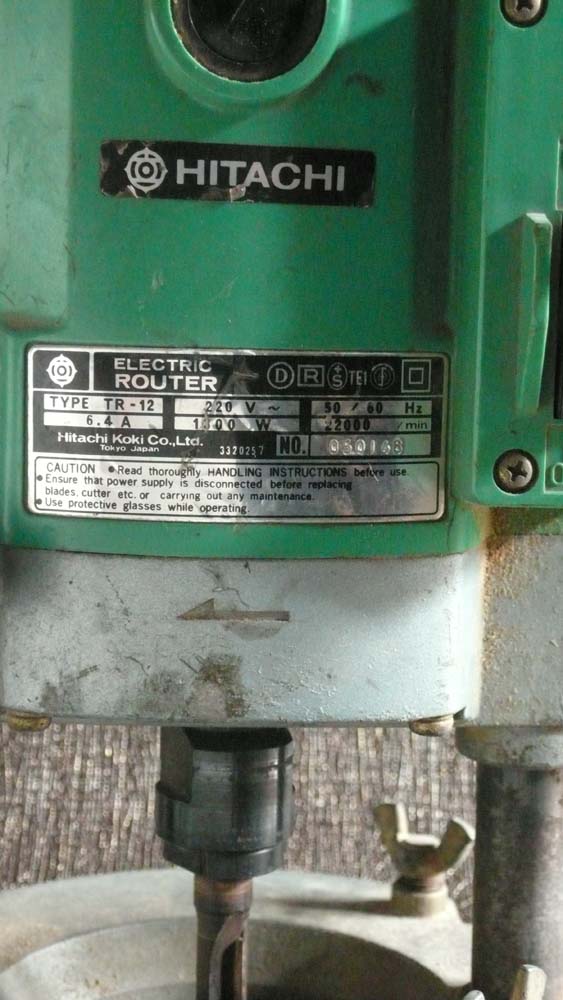 HITACHI
ELECTRIC
ROUTER
D R +S TEI
TYPE TR-12 220 V ~ 50 / 60 Hz
6.4 A 1300 W 22000 /min
Hitachi Koki Co., Ltd.
Tokyo Japan 3320257 NO.
CAUTION •Read thoroughly HANDLING INSTRUCTIONS before use.
•Ensure that power supply is disconnected before replacing
blades, cutter etc. or carrying out any maintenance.
•Use protective glasses while operating.